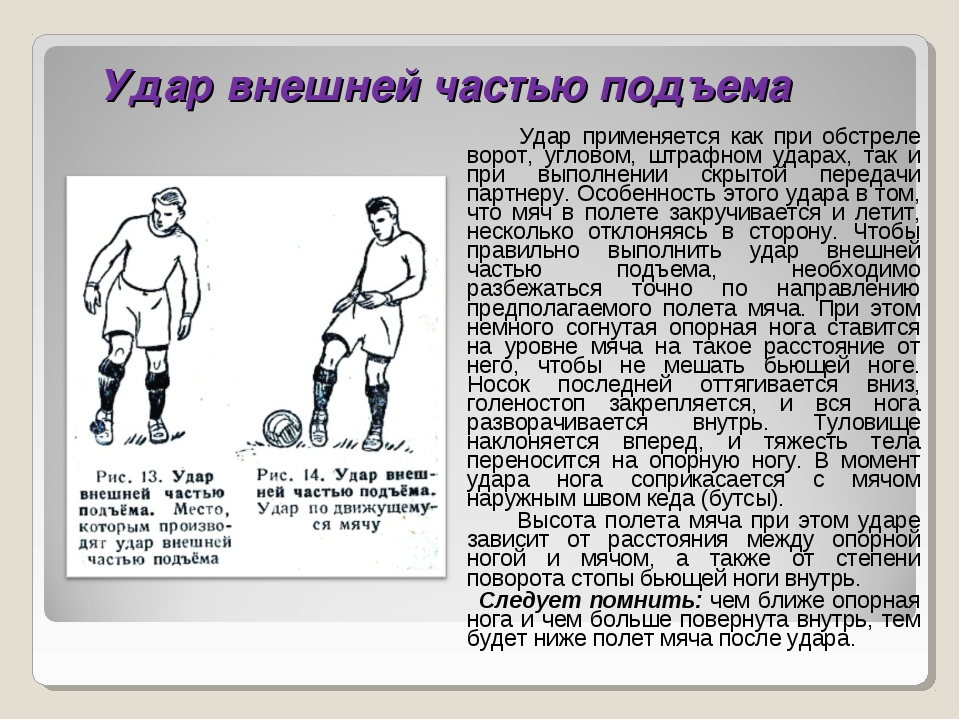 Удар внешней частью подъема
Удар применяется как при обстреле
ворот, угловом, штрафном ударах, так и
при выполнении скрытой передачи
партнеру. Особенность этого удара в том,
что мяч в полете закручивается и летит,
несколько отклоняясь в сторону. Чтобы
правильно выполнить удар внешней
частью подъема, необходимо
разбежаться точно по направлению
предполагаемого полета мяча. При этом
немного согнутая опорная нога ставится
на уровне мяча на такое расстояние от
него, чтобы не мешать бьющей ноге.
Носок последней оттягивается вниз,
голеностоп закрепляется, и вся нога
разворачивается внутрь. Туловище
наклоняется вперед, и тяжесть тела
переносится на опорную ногу. В момент
удара нога соприкасается с мячом
наружным швом кеда (бутсы).
Высота полета мяча при этом ударе
зависит от расстояния между опорной
ногой и мячом, а также от степени
поворота стопы бьющей ноги внутрь.
Следует помнить: чем ближе опорная
нога и чем больше повернута внутрь, тем
будет ниже полет мяча после удара.
Рис. 13. Удар
внешней частью
подъёма. Место,
которым произво-
дят удар внешней
частью подъёма
Рис. 14. Удар внеш-
ней частью подъёма.
Удар по движущему-
ся мячу